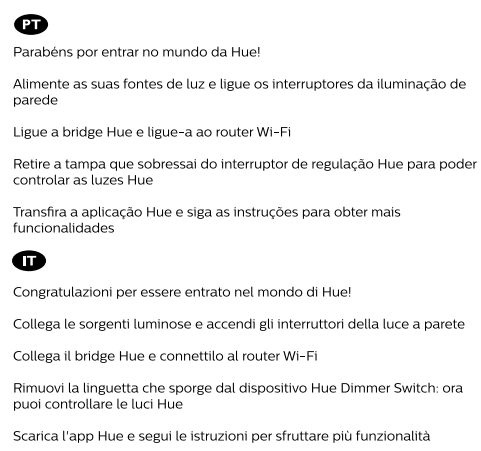 PT
Parabéns por entrar no mundo da Hue!
Alimente as suas fontes de luz e ligue os interruptores da iluminação de
parede
Ligue a bridge Hue e ligue-a ao router Wi-Fi
Retire a tampa que sobressai do interruptor de regulação Hue para poder
controlar as luzes Hue
Transfira a aplicação Hue e siga as instruções para obter mais
funcionalidades
IT
Congratulazioni per essere entrato nel mondo di Hue!
Collega le sorgenti luminose e accendi gli interruttori della luce a parete
Collega il bridge Hue e connettilo al router Wi-Fi
Rimuovi la linguetta che sporge dal dispositivo Hue Dimmer Switch: ora
puoi controllare le luci Hue
Scarica l'app Hue e segui le istruzioni per sfruttare più funzionalità